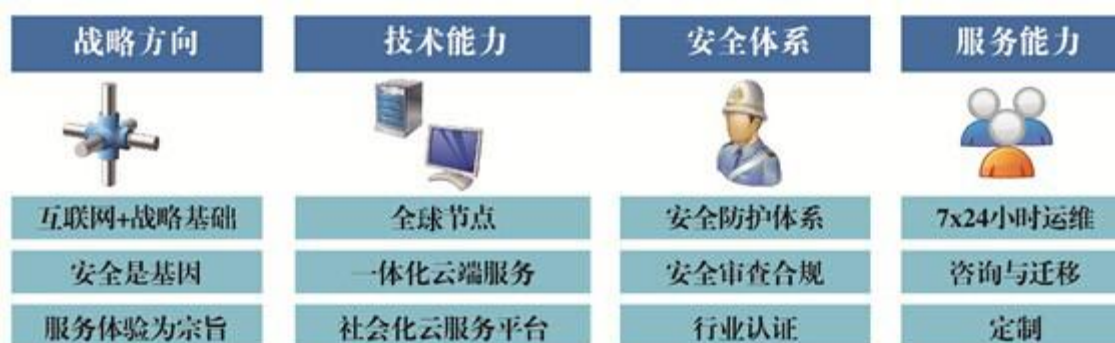 战略方向
技术能力
安全体系
服务能力
互联网+战略基础
全球节点
安全防护体系
7x24小时运维
安全是基因
一体化云端服务
安全审查合规
咨询与迁移
服务体验为宗旨
社会化云服务平台
行业认证
定制